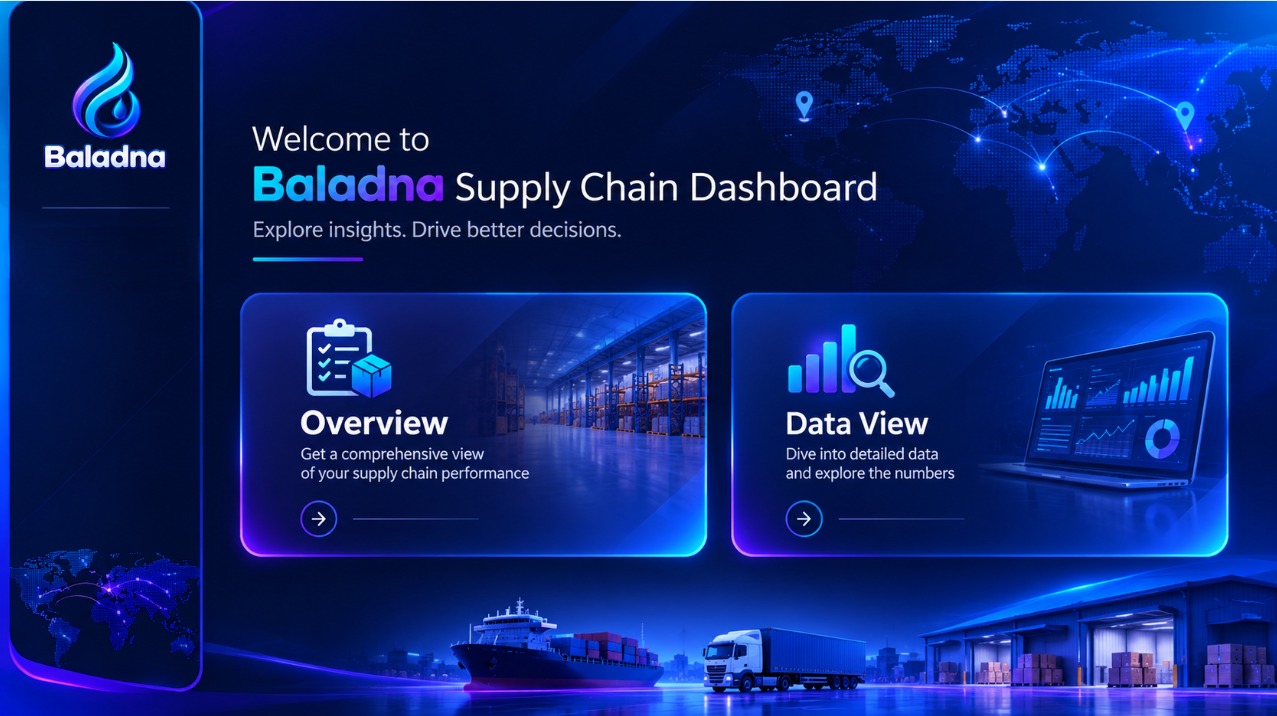 Baladna
Welcome to
Baladna Supply Chain Dashboard
Explore insights. Drive better decisions.
Overview
Get a comprehensive view
of your supply chain performance
Data View
Dive into detailed data
and explore the numbers